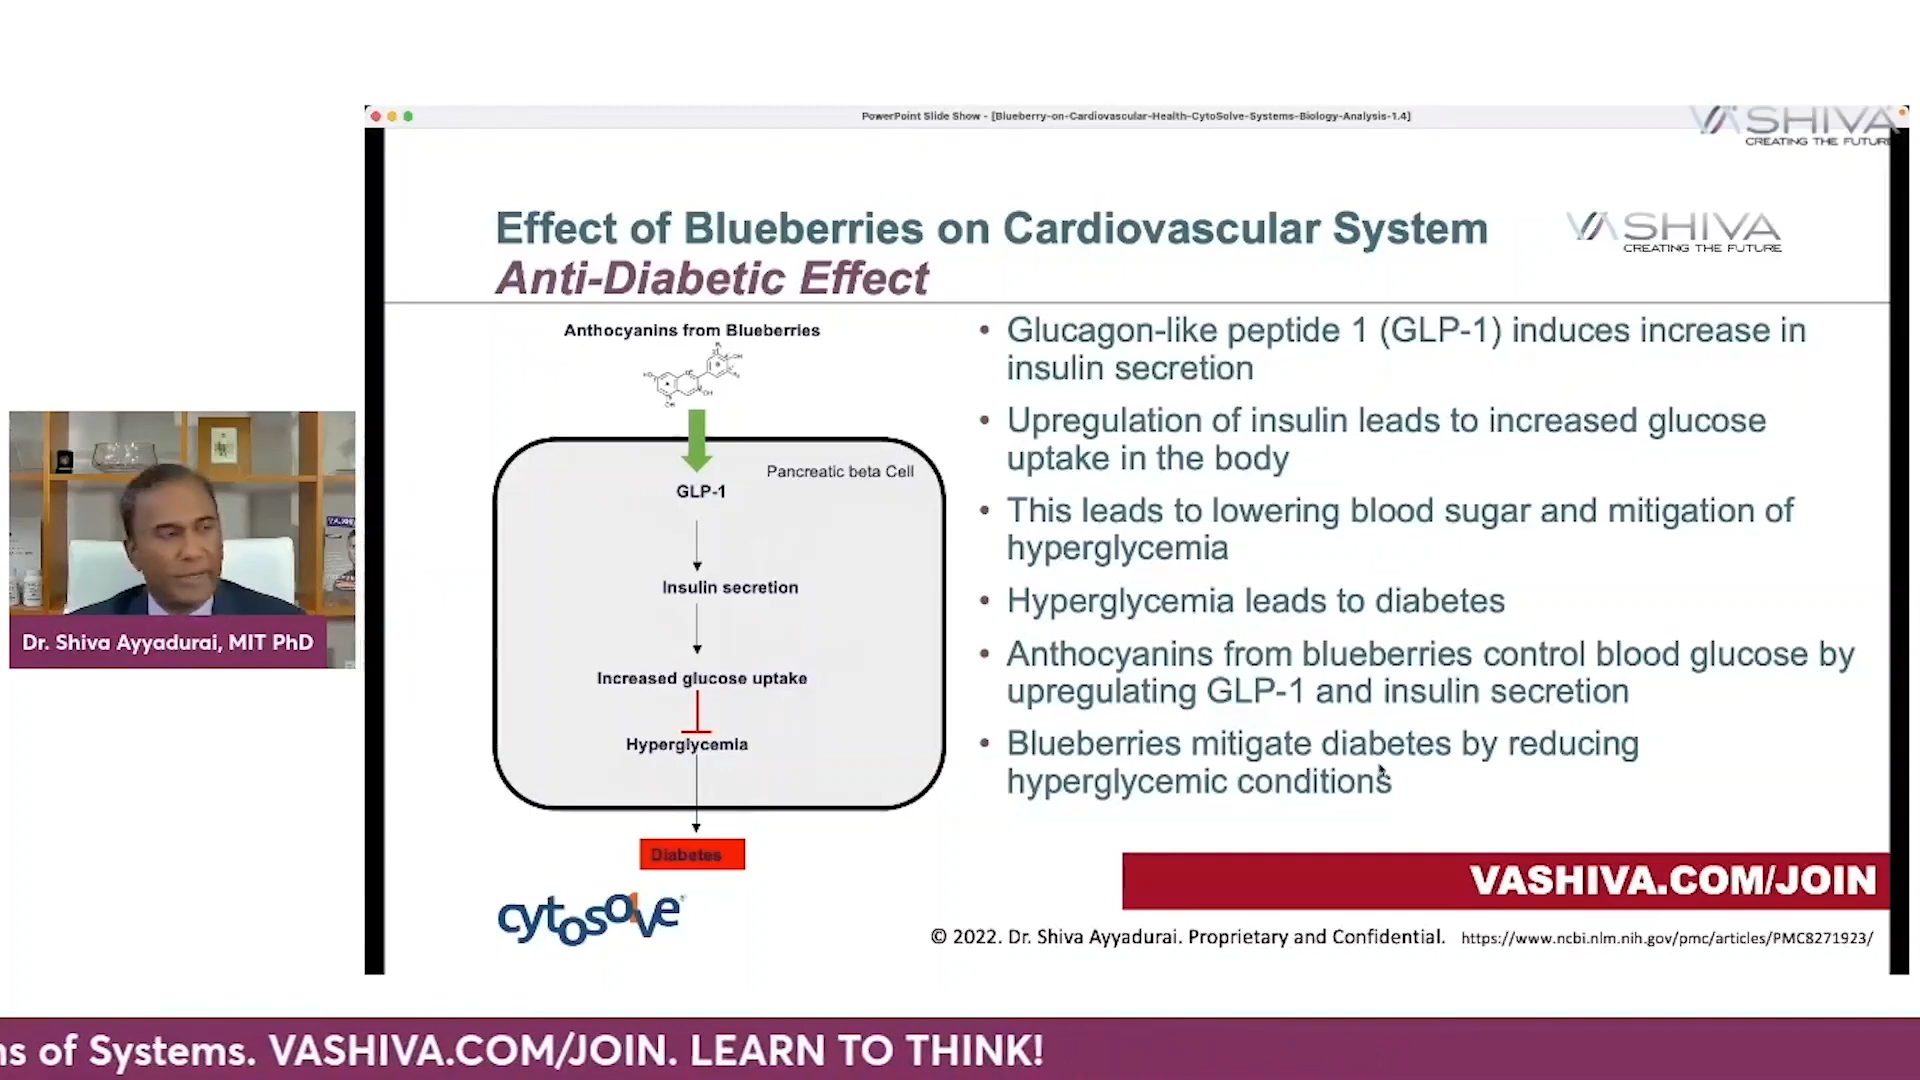 PowerPoint Slide Show - [Blueberry-on-Cardiovascular-Health-CytoSolve-Systems-Biology-Analysis-1.4]
VASHIVA
CREATING THE FUTURE
Effect of Blueberries on Cardiovascular System
Anti-Diabetic Effect
VASHIVA
CREATING THE FUTURE
Anthocyanins from Blueberries
Pancreatic beta Cell
GLP-1
Insulin secretion
Increased glucose uptake
Hyperglycemia
Diabetes
• Glucagon-like peptide 1 (GLP-1) induces increase in
insulin secretion
• Upregulation of insulin leads to increased glucose
uptake in the body
• This leads to lowering blood sugar and mitigation of
hyperglycemia
• Hyperglycemia leads to diabetes
• Anthocyanins from blueberries control blood glucose by
upregulating GLP-1 and insulin secretion
• Blueberries mitigate diabetes by reducing
hyperglycemic conditions
Dr. Shiva Ayyadurai, MIT PhD
VASHIVA.COM/JOIN
cytosolve
© 2022. Dr. Shiva Ayyadurai. Proprietary and Confidential. https://www.ncbi.nlm.nih.gov/pmc/articles/PMC8271923/
ns of Systems. VASHIVA.COM/JOIN. LEARN TO THINK!